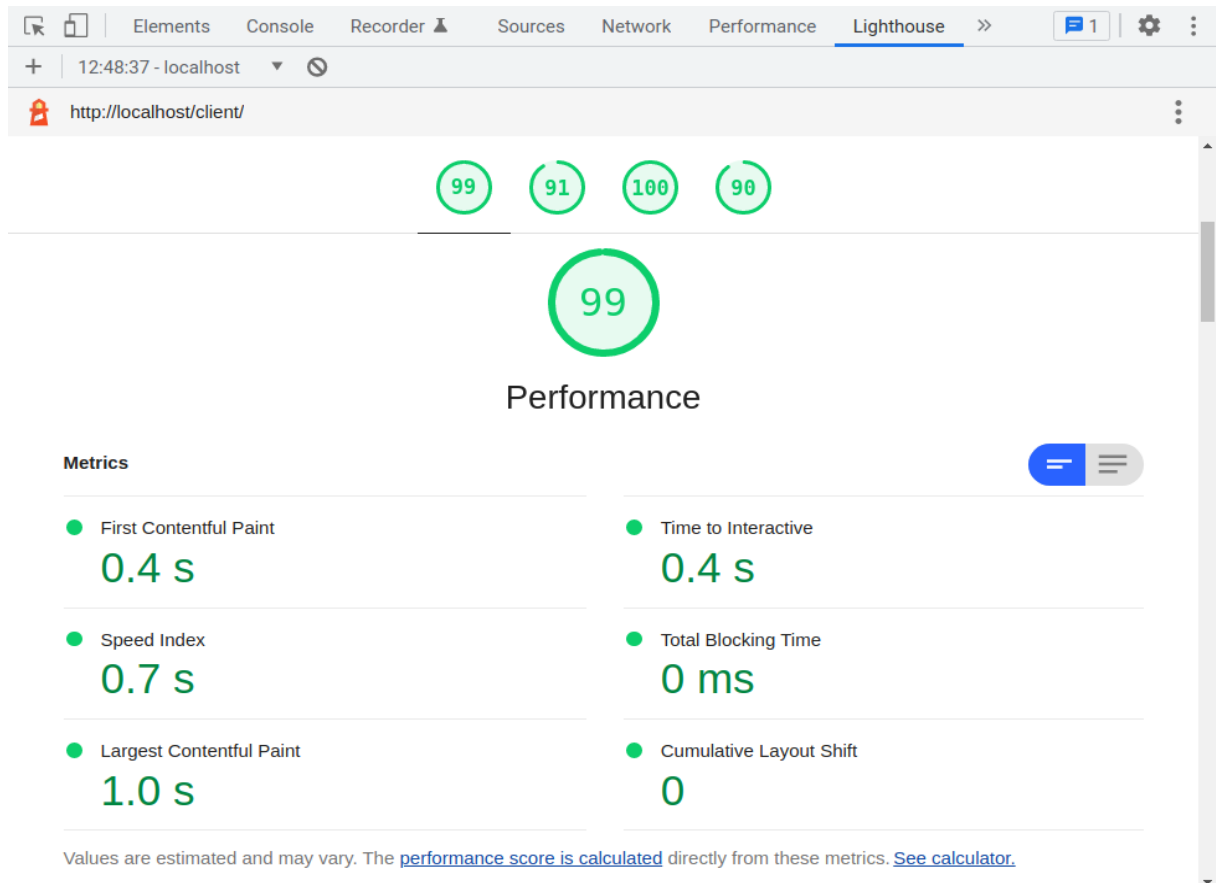 Elements Console Recorder Sources Network Performance Lighthouse 1
12:48:37 - localhost
http://localhost/client/
99 91 100 90
99
Performance
Metrics
First Contentful Paint Time to Interactive
0.4 s 0.4 s
Speed Index Total Blocking Time
0.7 s 0 ms
Largest Contentful Paint Cumulative Layout Shift
1.0 s 0
Values are estimated and may vary. The performance score is calculated directly from these metrics. See calculator.